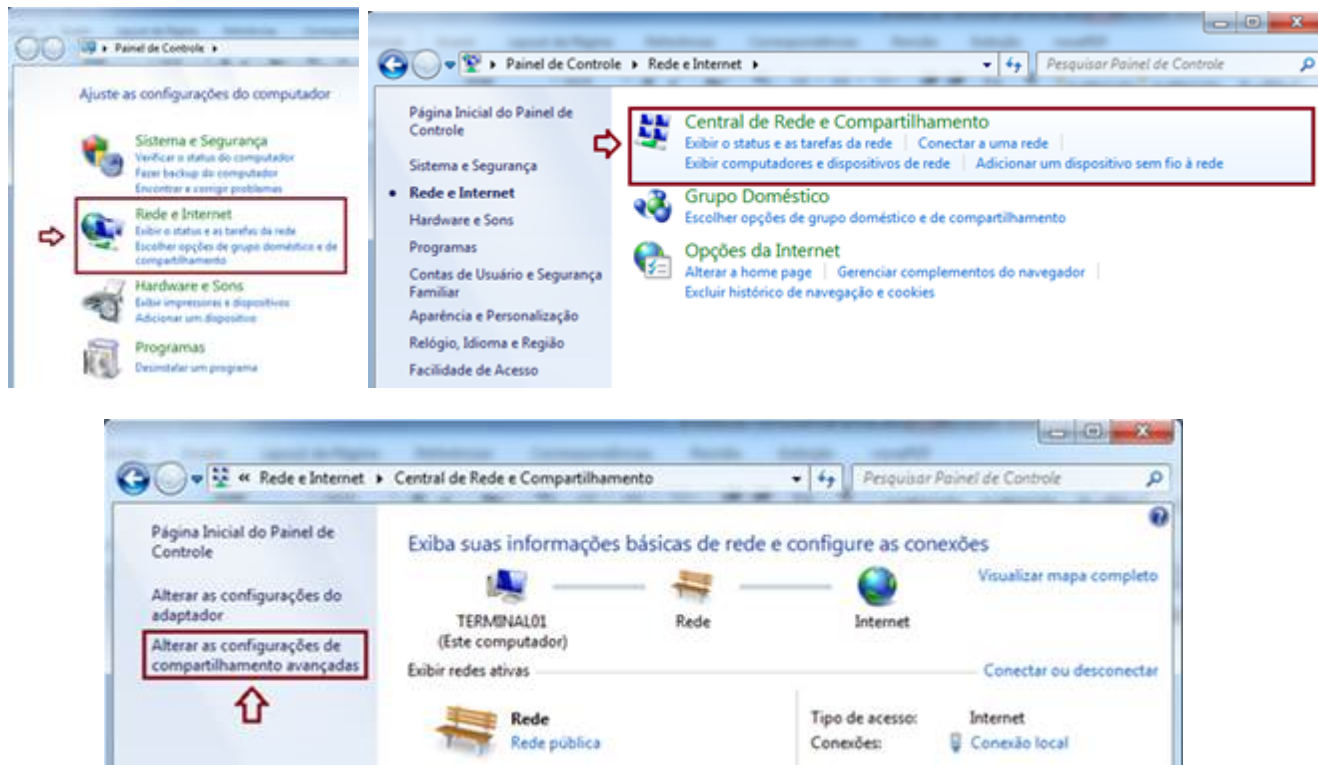 Painel de Controle
Ajuste as configurações do computador
Sistema e Segurança
Verificar o status do computador
Fazer backup do computador
Encontrar e corrigir problemas
Rede e Internet
Exibir o status e as tarefas da rede
Escolher opções de grupo doméstico e de
compartilhamento
Hardware e Sons
Exibir impressoras e dispositivos
Adicionar um dispositivo
Programas
Desinstalar um programa
Painel de Controle Rede e Internet
Pesquisar Painel de Controle
Página Inicial do Painel de
Controle
Sistema e Segurança
Rede e Internet
Hardware e Sons
Programas
Contas de Usuário e Segurança
Familiar
Aparência e Personalização
Relógio, Idioma e Região
Facilidade de Acesso
Central de Rede e Compartilhamento
Exibir o status e as tarefas da rede Conectar a uma rede
Exibir computadores e dispositivos de rede Adicionar um dispositivo sem fio à rede
Grupo Doméstico
Escolher opções de grupo doméstico e de compartilhamento
Opções da Internet
Alterar a home page Gerenciar complementos do navegador
Excluir histórico de navegação e cookies
« Rede e Internet Central de Rede e Compartilhamento
Pesquisar Painel de Controle
Página Inicial do Painel de
Controle
Alterar as configurações do
adaptador
Alterar as configurações de
compartilhamento avançadas
Exiba suas informações básicas de rede e configure as conexões
Visualizar mapa completo
TERMINAL01
(Este computador)
Rede
Internet
Exibir redes ativas
Conectar ou desconectar
Rede
Rede pública
Tipo de acesso: Internet
Conexões: Conexão local